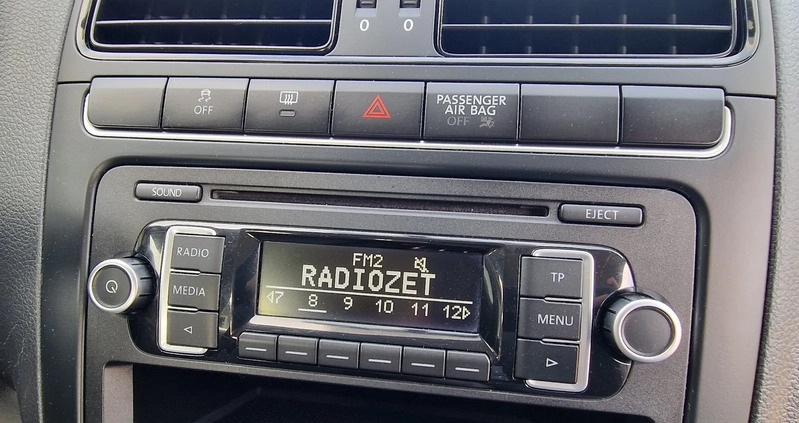 0 0
OFF
PASSENGER
AIR BAG
OFF
SOUND
EJECT
RADIO
MEDIA
FM2
RADIOZET
7 8 9 10 11 12
TP
MENU